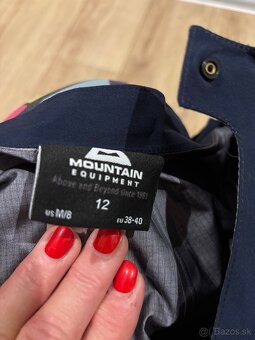 MOUNTAIN
EQUIPMENT
Above and Beyond since 1961
12
US M/8 EU 38-40
© Bazos.sk